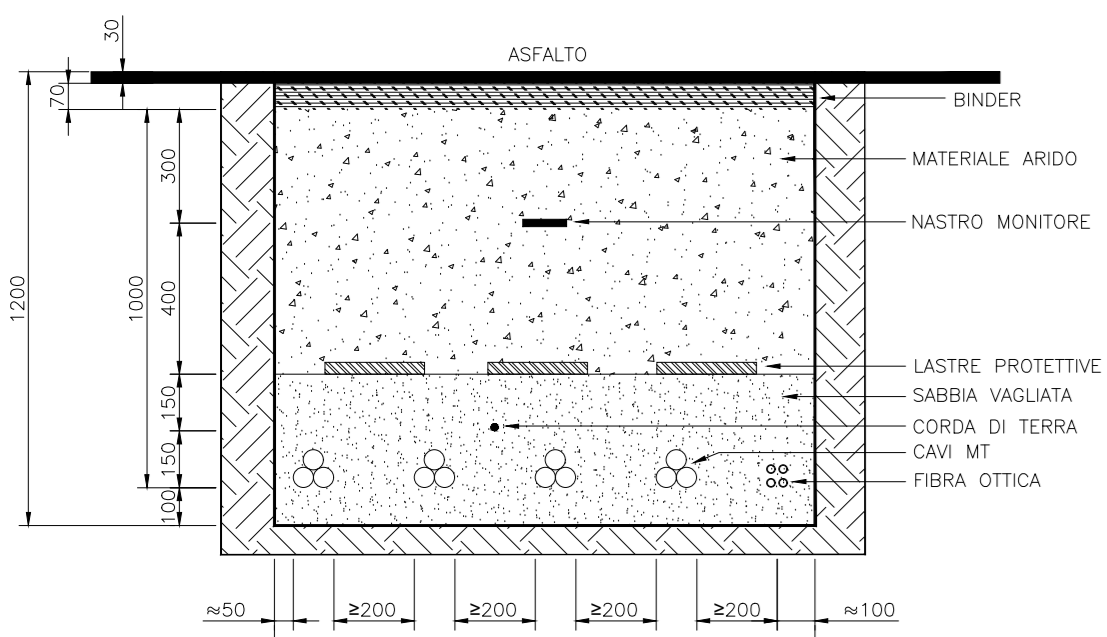 30
ASFALTO
70
BINDER
MATERIALE ARIDO
300
NASTRO MONITORE
1200
1000
400
LASTRE PROTETTIVE
SABBIA VAGLIATA
150
CORDA DI TERRA
CAVI MT
150
FIBRA OTTICA
100
≈50 ≥200 ≥200 ≥200 ≥200 ≈100